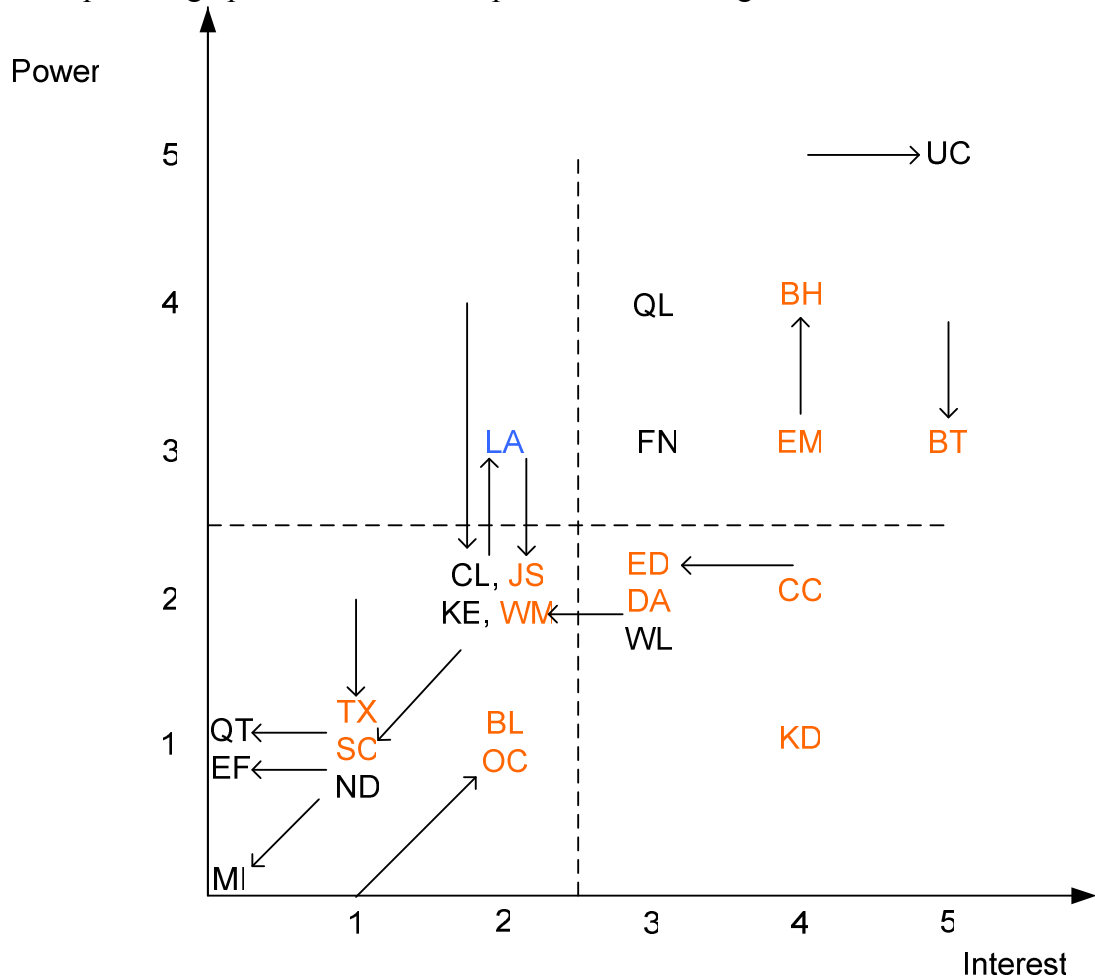 Power
5
UC
4
QL
BH
3
LA
FN
EM
BT
2
CL, JS
KE, WM
ED
DA
WL
CC
1
QT
EF
TX
SC
ND
BL
OC
KD
MI
1 2 3 4 5
Interest